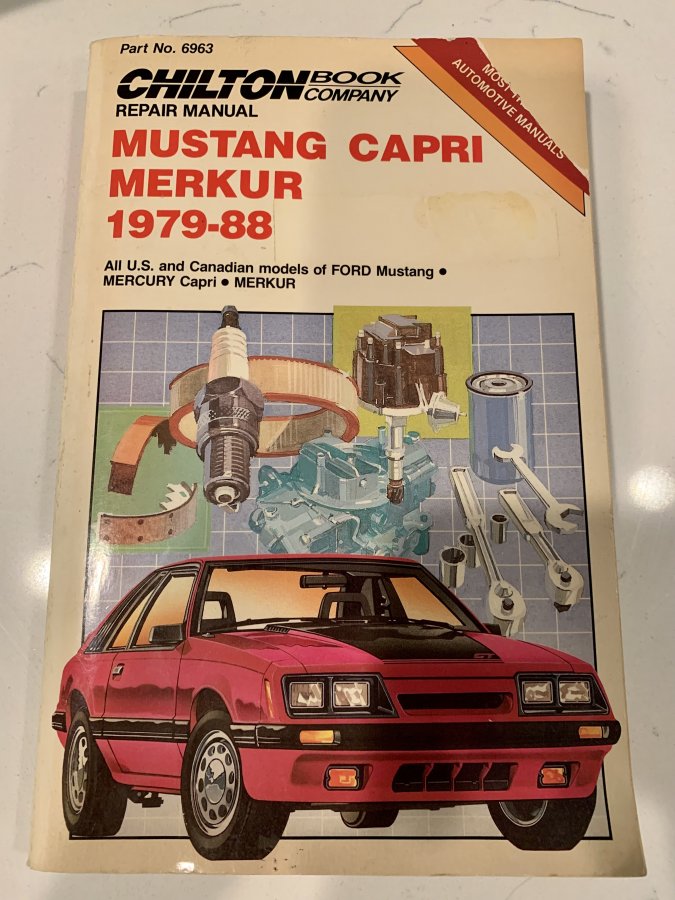 Part No. 6963
CHILTON BOOK COMPANY
REPAIR MANUAL
MUSTANG CAPRI
MERKUR
1979-88
All U.S. and Canadian models of FORD Mustang •
MERCURY Capri • MERKUR
MOST
AUTOMOTIVE MANUALS